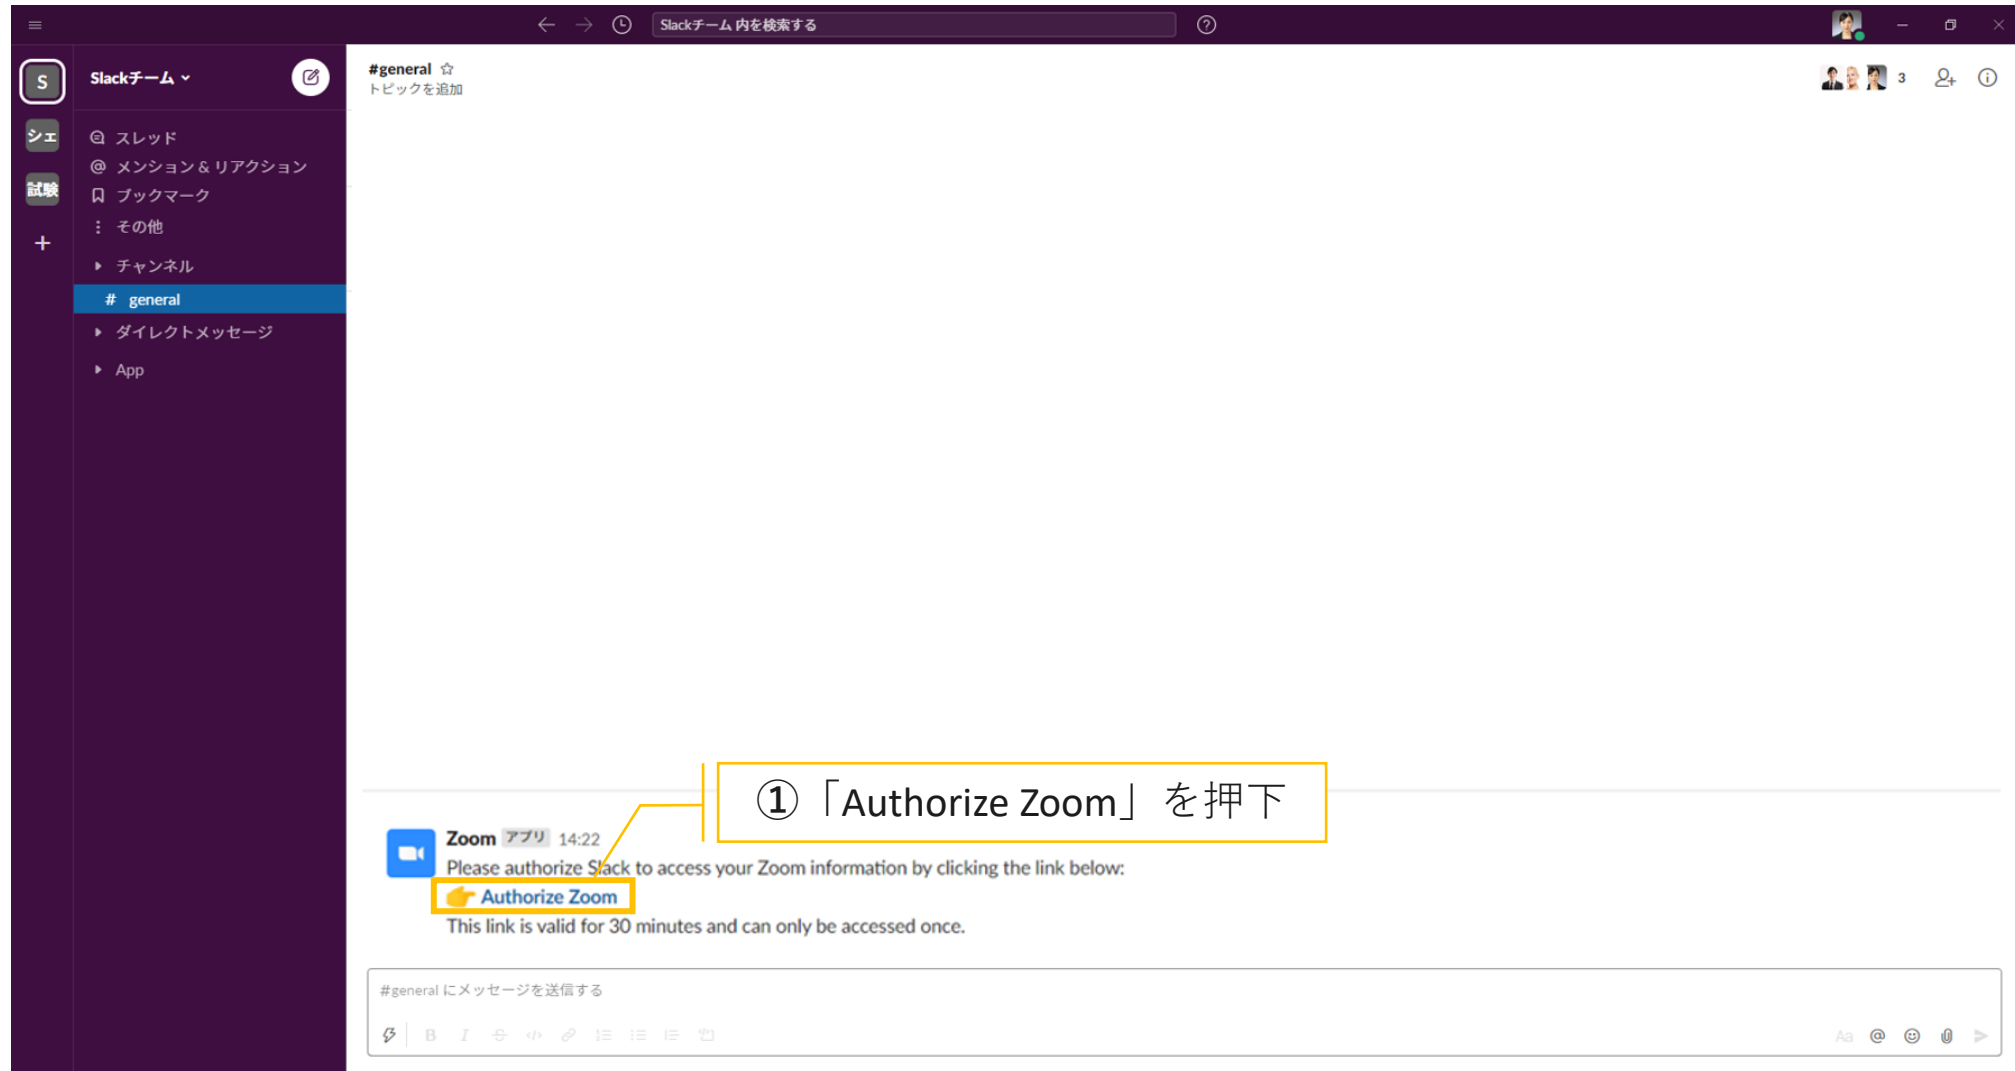 Slackチーム 内を検索する
S
シェ
試験
Slackチーム
スレッド
メンション & リアクション
ブックマーク
その他
チャンネル
# general
ダイレクトメッセージ
App
#general
トピックを追加
3
①「Authorize Zoom」を押下
Zoom アプリ 14:22
Please authorize Slack to access your Zoom information by clicking the link below:
Authorize Zoom
This link is valid for 30 minutes and can only be accessed once.
#general にメッセージを送信する
B I S
Aa @